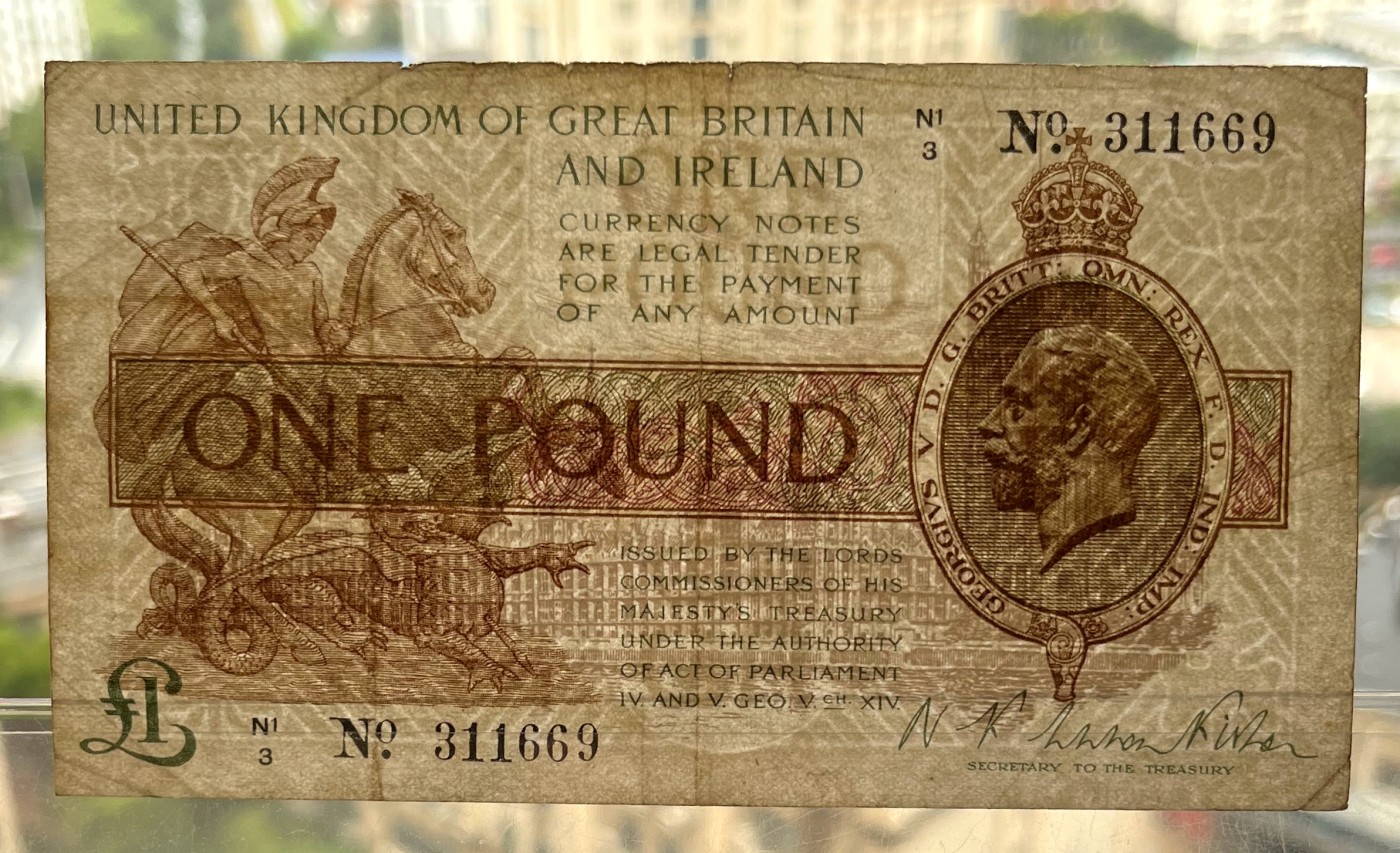 UNITED KINGDOM OF GREAT BRITAIN
AND IRELAND
N1
3
Nº 311669
CURRENCY NOTES
ARE LEGAL TENDER
FOR THE PAYMENT
OF ANY AMOUNT
GEORGIVS V D. G. BRITT: OMN: REX F. D. IND: IMP:
ONE POUND
ISSUED BY THE LORDS
COMMISSIONERS OF HIS
MAJESTY'S TREASURY
UNDER THE AUTHORITY
OF ACT OF PARLIAMENT
IV. AND V. GEO. V. CH. XIV.
£1
N1
3
Nº 311669
SECRETARY TO THE TREASURY